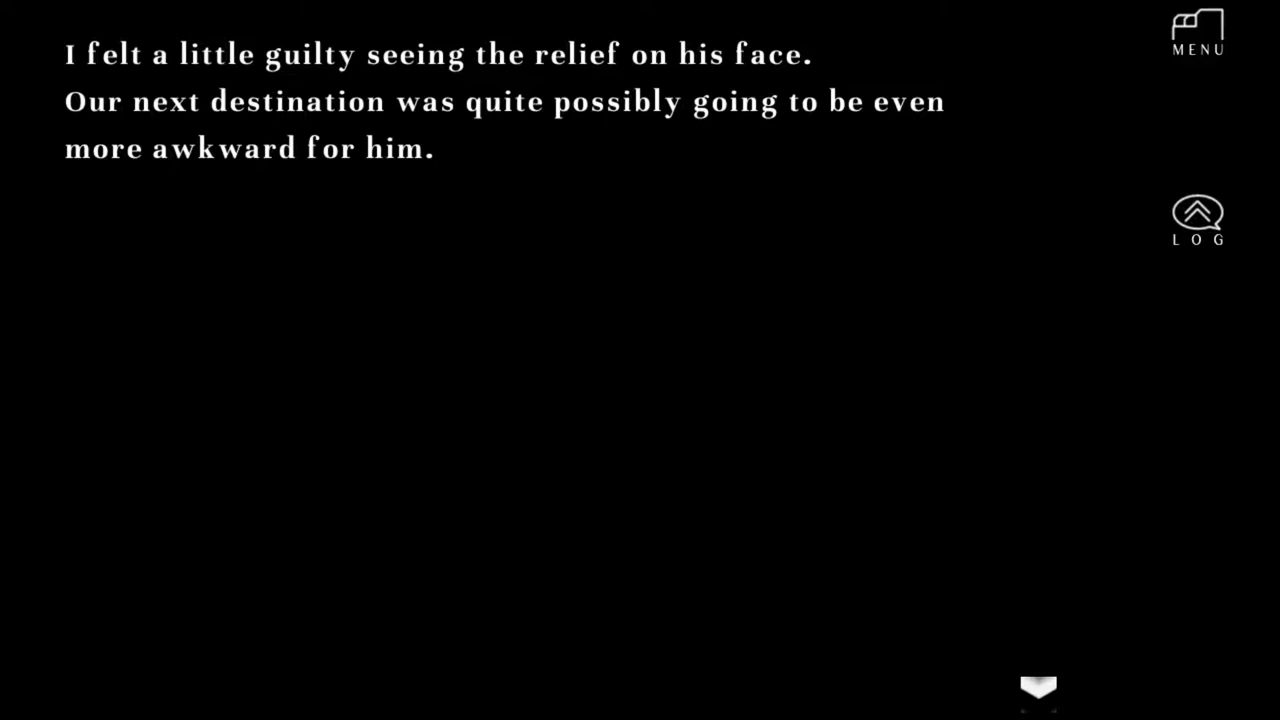 I felt a little guilty seeing the relief on his face.
Our next destination was quite possibly going to be even
more awkward for him.
MENU
LOG